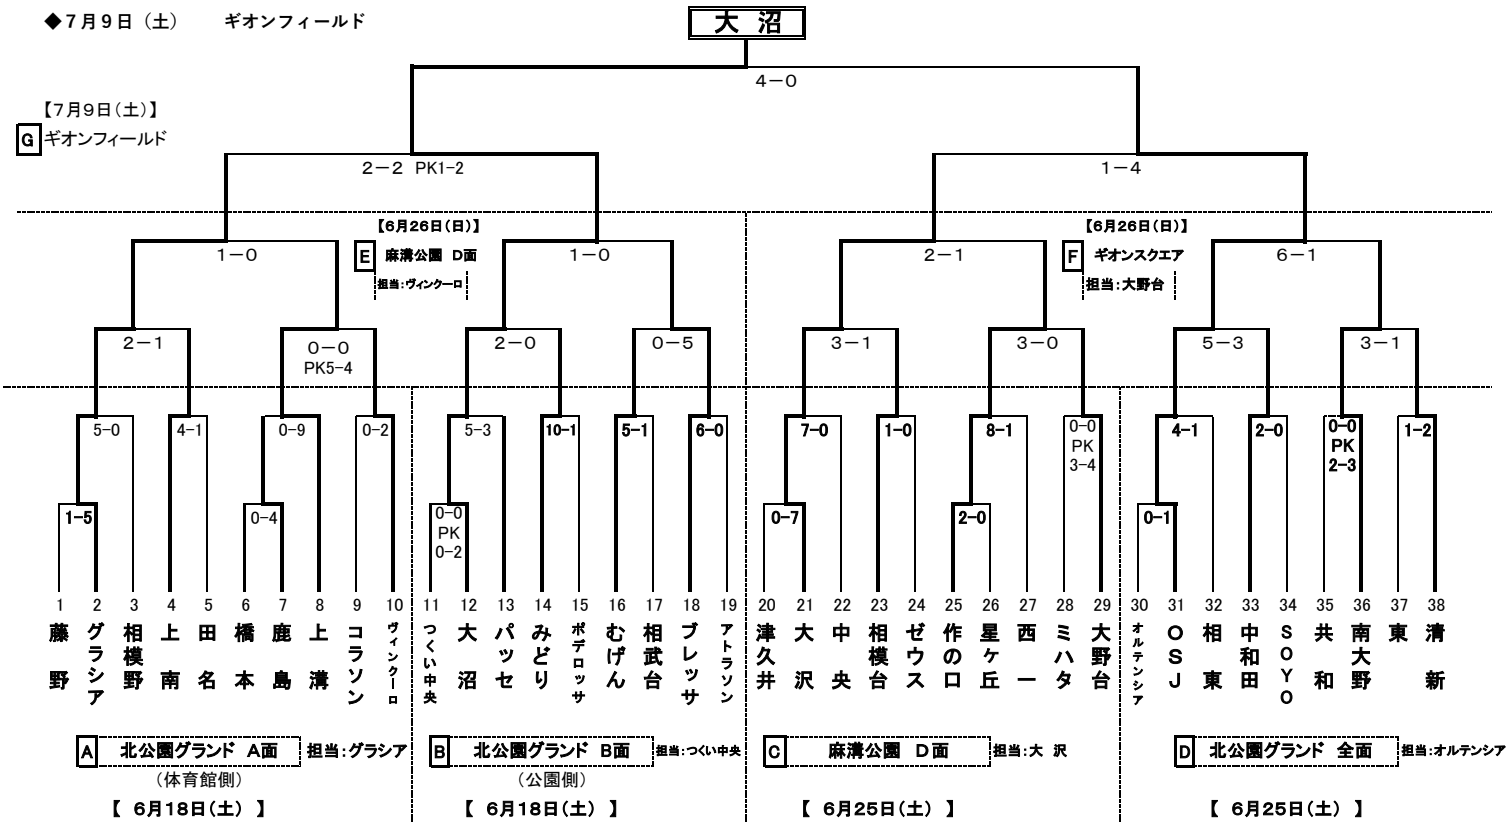 ◆７月９日（土）　ギオンフィールド
大　沼
４－０
【７月９日（土）】
G ギオンフィールド
２－２ PK1-2
１－４
【６月２６日（日）】
【６月２６日（日）】
１－０
E 麻溝公園　D面
１－０
２－１
F ギオンスクエア
６－１
担当：ヴィンクーロ
担当：大野台
２－１
０－０
PK5-4
２－０
０－５
３－１
３－０
５－３
３－１
5-0
4-1
0-9
0-2
5-3
10-1
5-1
6-0
7-0
1-0
8-1
0-0
PK
3-4
4-1
2-0
0-0
PK
2-3
1-2
1-5
0-4
0-0
PK
0-2
0-7
2-0
0-1
1 藤野
2 グラシア
3 相模野
4 上南
5 田名
6 橋本
7 鹿島
8 上溝
9 コラソン
10 ヴィンクーロ
11 つくい中央
12 大沼
13 パッセ
14 みどり
15 ポデロッサ
16 むげん
17 相武台
18 ブレッサ
19 アトラソン
20 津久井
21 大沢
22 中央
23 相模台
24 ゼウス
25 作の口
26 星ヶ丘
27 西一
28 ミハタ
29 大野台
30 オルテンシア
31 ＯＳＪ
32 相東
33 中和田
34 ＳＯＹＯ
35 共和
36 南大野
37 東
38 清新
A 北公園グランド　A面 担当：グラシア
（体育館側）
【　６月１８日（土）　】
B 北公園グランド　B面 担当：つくい中央
（公園側）
【　６月１８日（土）　】
C 麻溝公園　D面 担当：大　沢
【　６月２５日（土）　】
D 北公園グランド　全面 担当：オルテンシア
【　６月２５日（土）　】